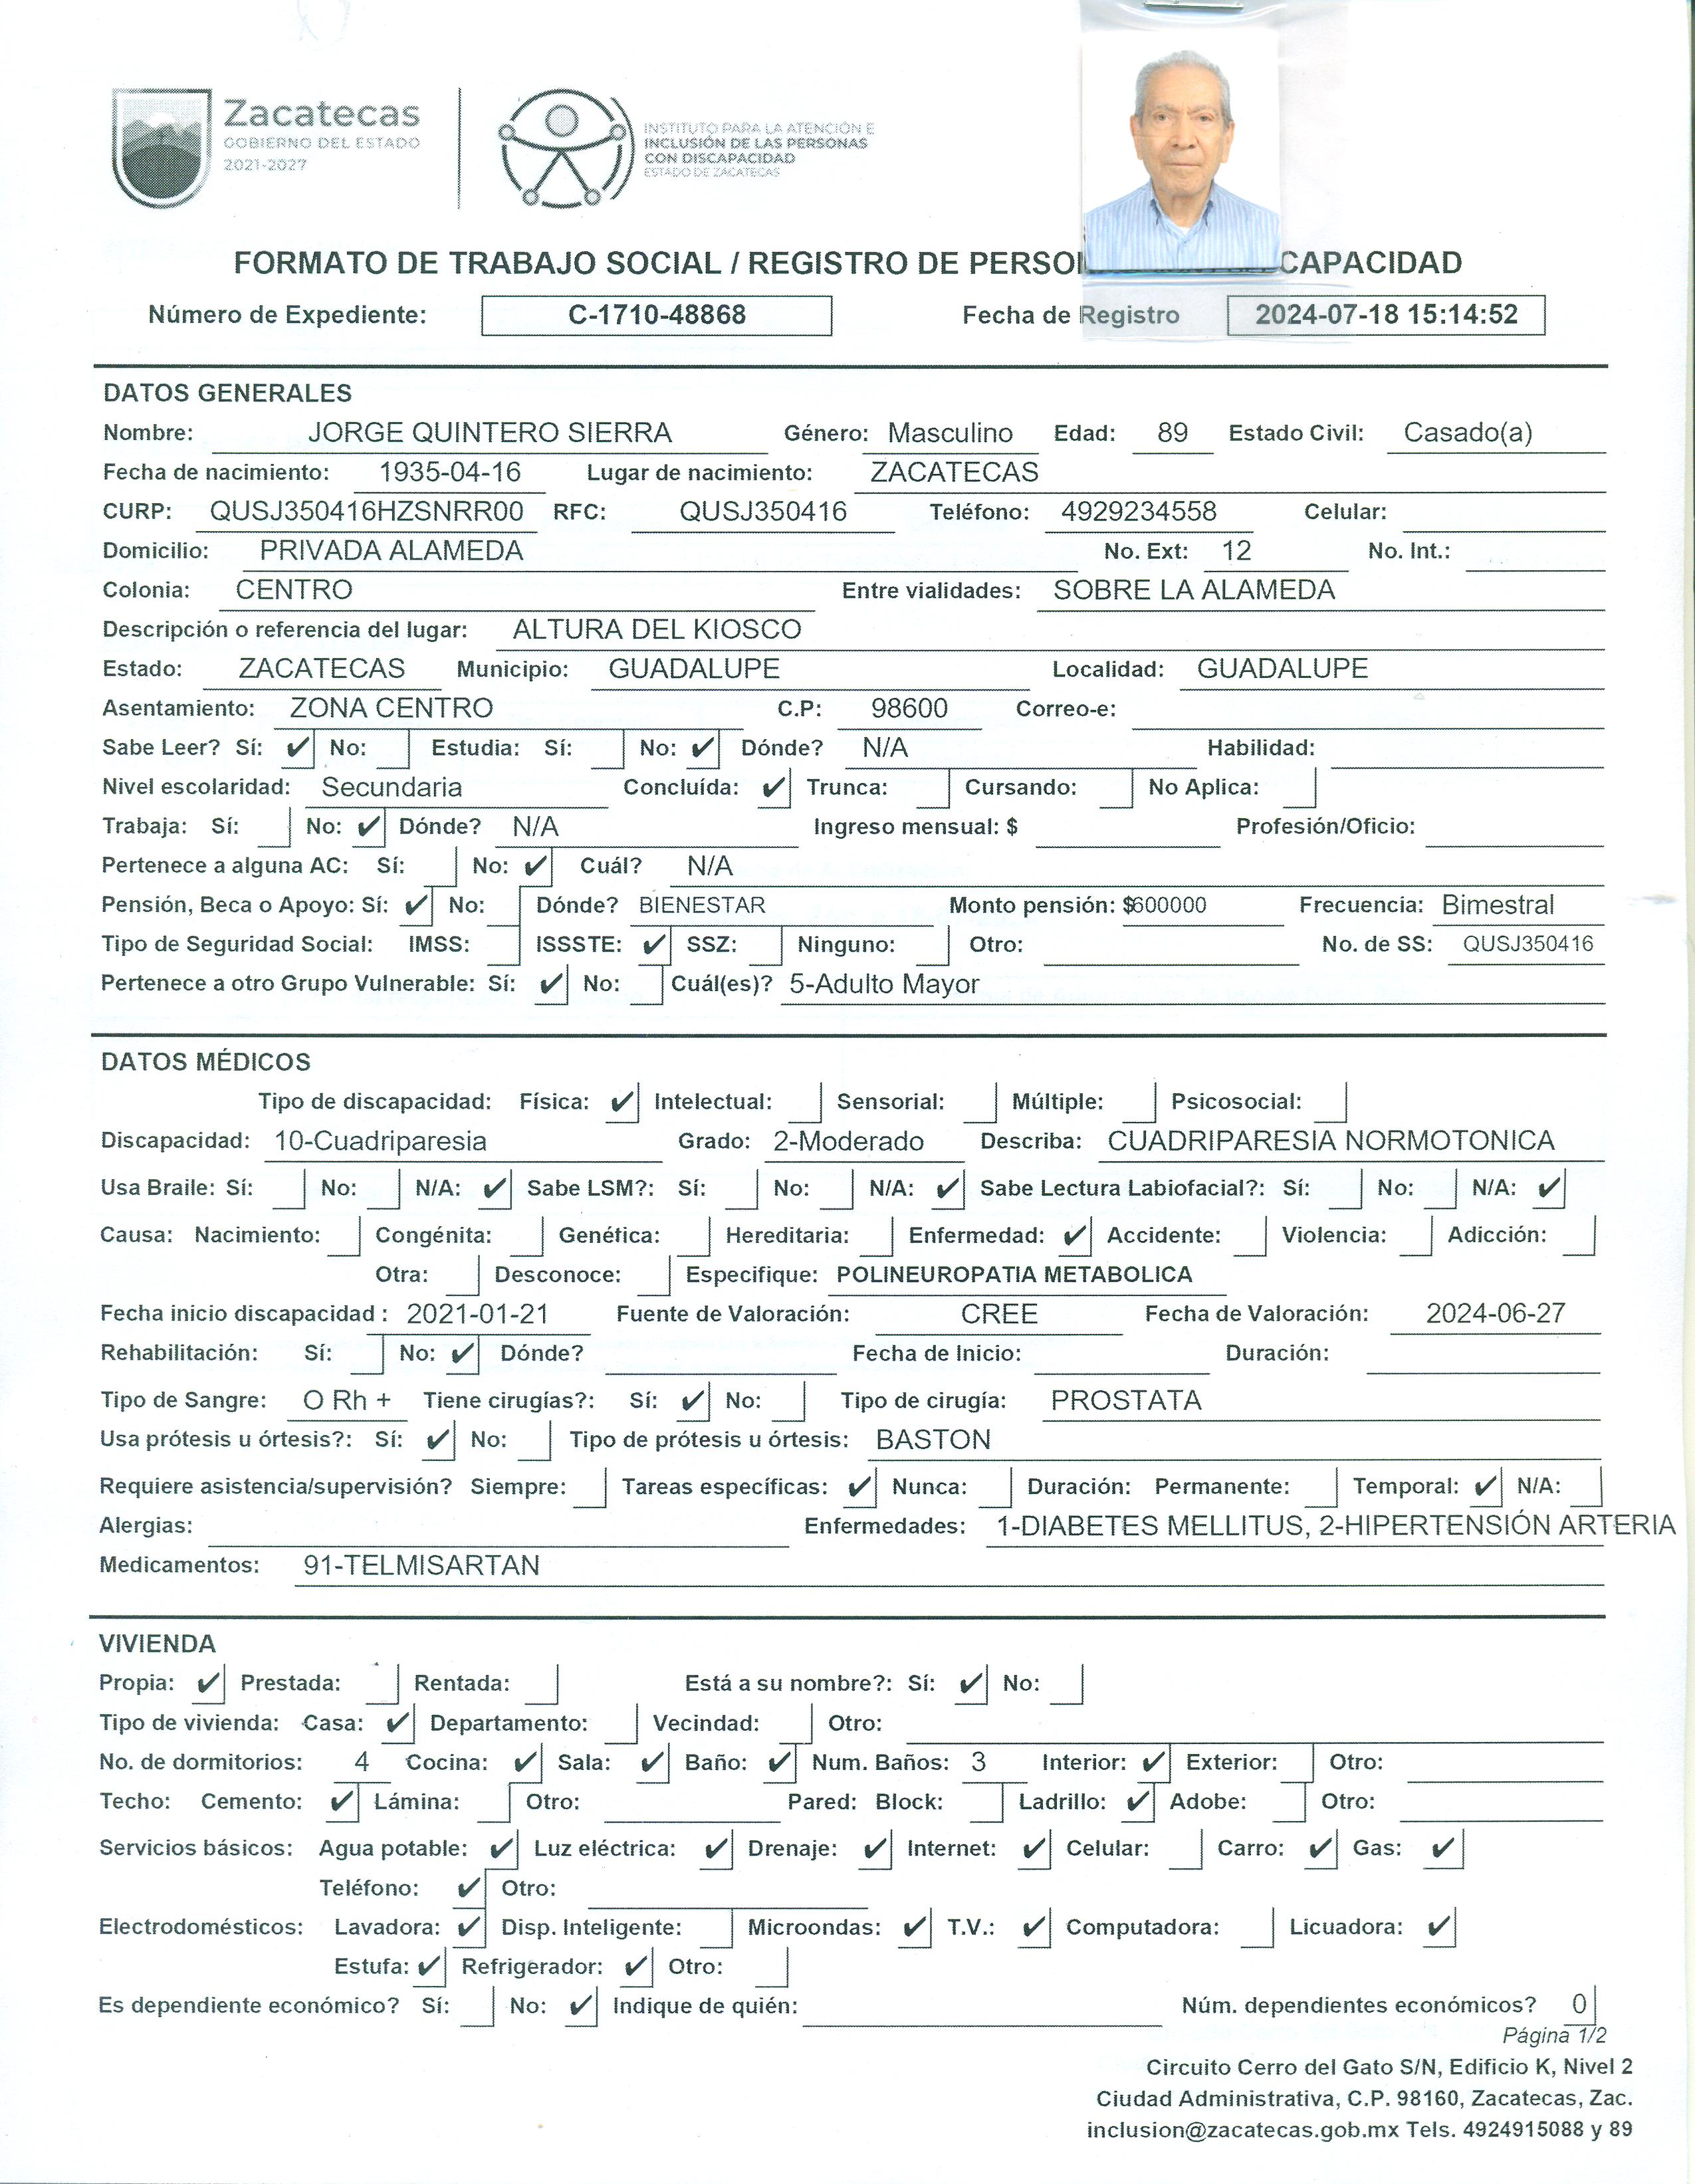 Zacatecas
GOBIERNO DEL ESTADO
2021-2027
INSTITUTO PARA LA ATENCIÓN E
INCLUSIÓN DE LAS PERSONAS
CON DISCAPACIDAD
ESTADO DE ZACATECAS
FORMATO DE TRABAJO SOCIAL / REGISTRO DE PERSO CAPACIDAD
Número de Expediente: C-1710-48868 Fecha de Registro 2024-07-18 15:14:52
DATOS GENERALES
Nombre: JORGE QUINTERO SIERRA Género: Masculino Edad: 89 Estado Civil: Casado(a)
Fecha de nacimiento: 1935-04-16 Lugar de nacimiento: ZACATECAS
CURP: QUSJ350416HZSNRR00 RFC: QUSJ350416 Teléfono: 4929234558 Celular:
Domicilio: PRIVADA ALAMEDA No. Ext: 12 No. Int.:
Colonia: CENTRO Entre vialidades: SOBRE LA ALAMEDA
Descripción o referencia del lugar: ALTURA DEL KIOSCO
Estado: ZACATECAS Municipio: GUADALUPE Localidad: GUADALUPE
Asentamiento: ZONA CENTRO C.P: 98600 Correo-e:
Sabe Leer? Sí: ✔ No: Estudia: Sí: No: ✔ Dónde? N/A Habilidad:
Nivel escolaridad: Secundaria Concluída: ✔ Trunca: Cursando: No Aplica:
Trabaja: Sí: No: ✔ Dónde? N/A Ingreso mensual: $ Profesión/Oficio:
Pertenece a alguna AC: Sí: No: ✔ Cuál? N/A
Pensión, Beca o Apoyo: Sí: ✔ No: Dónde? BIENESTAR Monto pensión: $600000 Frecuencia: Bimestral
Tipo de Seguridad Social: IMSS: ISSSTE: ✔ SSZ: Ninguno: Otro: No. de SS: QUSJ350416
Pertenece a otro Grupo Vulnerable: Sí: ✔ No: Cuál(es)? 5-Adulto Mayor
DATOS MÉDICOS
Tipo de discapacidad: Física: ✔ Intelectual: Sensorial: Múltiple: Psicosocial:
Discapacidad: 10-Cuadriparesia Grado: 2-Moderado Describa: CUADRIPARESIA NORMOTONICA
Usa Braile: Sí: No: N/A: ✔ Sabe LSM?: Sí: No: N/A: ✔ Sabe Lectura Labiofacial?: Sí: No: N/A: ✔
Causa: Nacimiento: Congénita: Genética: Hereditaria: Enfermedad: ✔ Accidente: Violencia: Adicción:
Otra: Desconoce: Especifique: POLINEUROPATIA METABOLICA
Fecha inicio discapacidad : 2021-01-21 Fuente de Valoración: CREE Fecha de Valoración: 2024-06-27
Rehabilitación: Sí: No: ✔ Dónde? Fecha de Inicio: Duración:
Tipo de Sangre: O Rh + Tiene cirugías?: Sí: ✔ No: Tipo de cirugía: PROSTATA
Usa prótesis u órtesis?: Sí: ✔ No: Tipo de prótesis u órtesis: BASTON
Requiere asistencia/supervisión? Siempre: Tareas específicas: ✔ Nunca: Duración: Permanente: Temporal: ✔ N/A:
Alergias: Enfermedades: 1-DIABETES MELLITUS, 2-HIPERTENSIÓN ARTERIA
Medicamentos: 91-TELMISARTAN
VIVIENDA
Propia: ✔ Prestada: Rentada: Está a su nombre?: Sí: ✔ No:
Tipo de vivienda: Casa: ✔ Departamento: Vecindad: Otro:
No. de dormitorios: 4 Cocina: ✔ Sala: ✔ Baño: ✔ Num. Baños: 3 Interior: ✔ Exterior: Otro:
Techo: Cemento: ✔ Lámina: Otro: Pared: Block: Ladrillo: ✔ Adobe: Otro:
Servicios básicos: Agua potable: ✔ Luz eléctrica: ✔ Drenaje: ✔ Internet: ✔ Celular: Carro: ✔ Gas: ✔
Teléfono: ✔ Otro:
Electrodomésticos: Lavadora: ✔ Disp. Inteligente: Microondas: ✔ T.V.: ✔ Computadora: Licuadora: ✔
Estufa: ✔ Refrigerador: ✔ Otro:
Es dependiente económico? Sí: No: ✔ Indique de quién: Núm. dependientes económicos? 0
Página 1/2
Circuito Cerro del Gato S/N, Edificio K, Nivel 2
Ciudad Administrativa, C.P. 98160, Zacatecas, Zac.
inclusion@zacatecas.gob.mx Tels. 4924915088 y 89